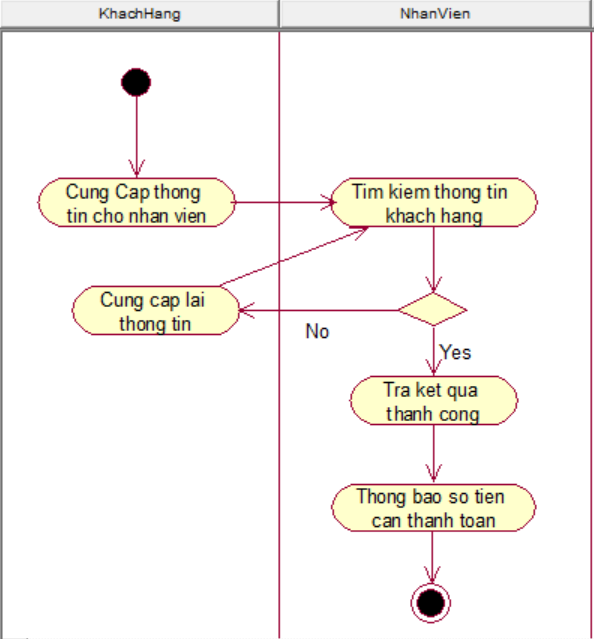 KhachHang
NhanVien
Cung Cap thong
tin cho nhan vien
Tim kiem thong tin
khach hang
Cung cap lai
thong tin
No
Yes
Tra ket qua
thanh cong
Thong bao so tien
can thanh toan